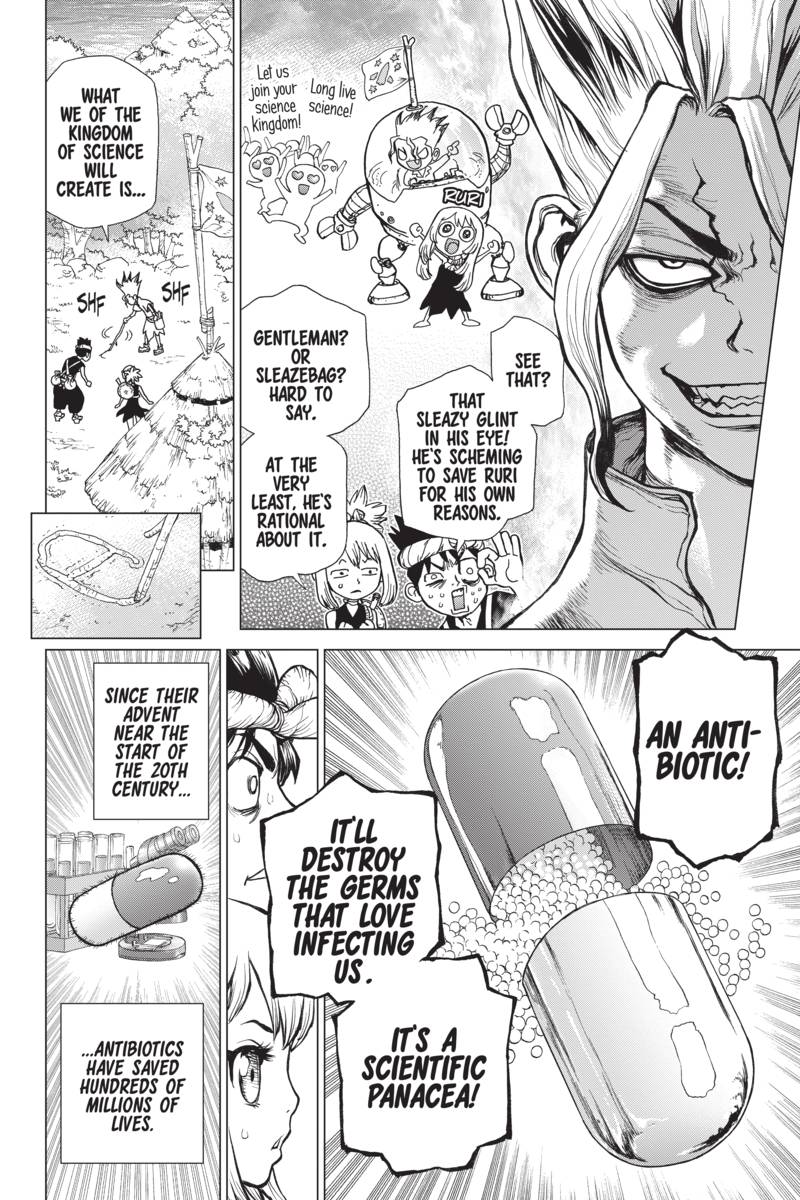 Long live
science!
Let us
join your
science
kingdom!
RURI
SEE
THAT?
THAT
SLEAZY GLINT
IN HIS EYE!
HE'S SCHEMING
TO SAVE RURI
FOR HIS OWN
REASONS.
GENTLEMAN?
OR
SLEAZEBAG?
HARD TO
SAY.
AT THE
VERY
LEAST, HE'S
RATIONAL
ABOUT IT.
WHAT
WE OF THE
KINGDOM
OF SCIENCE
WILL
CREATE IS...
SHF
SHF
AN ANTI-
BIOTIC!
IT'LL
DESTROY
THE GERMS
THAT LOVE
INFECTING
US.
IT'S A
SCIENTIFIC
PANACEA!
SINCE THEIR
ADVENT
NEAR THE
START OF
THE 20TH
CENTURY...
...ANTIBIOTICS
HAVE SAVED
HUNDREDS OF
MILLIONS OF
LIVES.